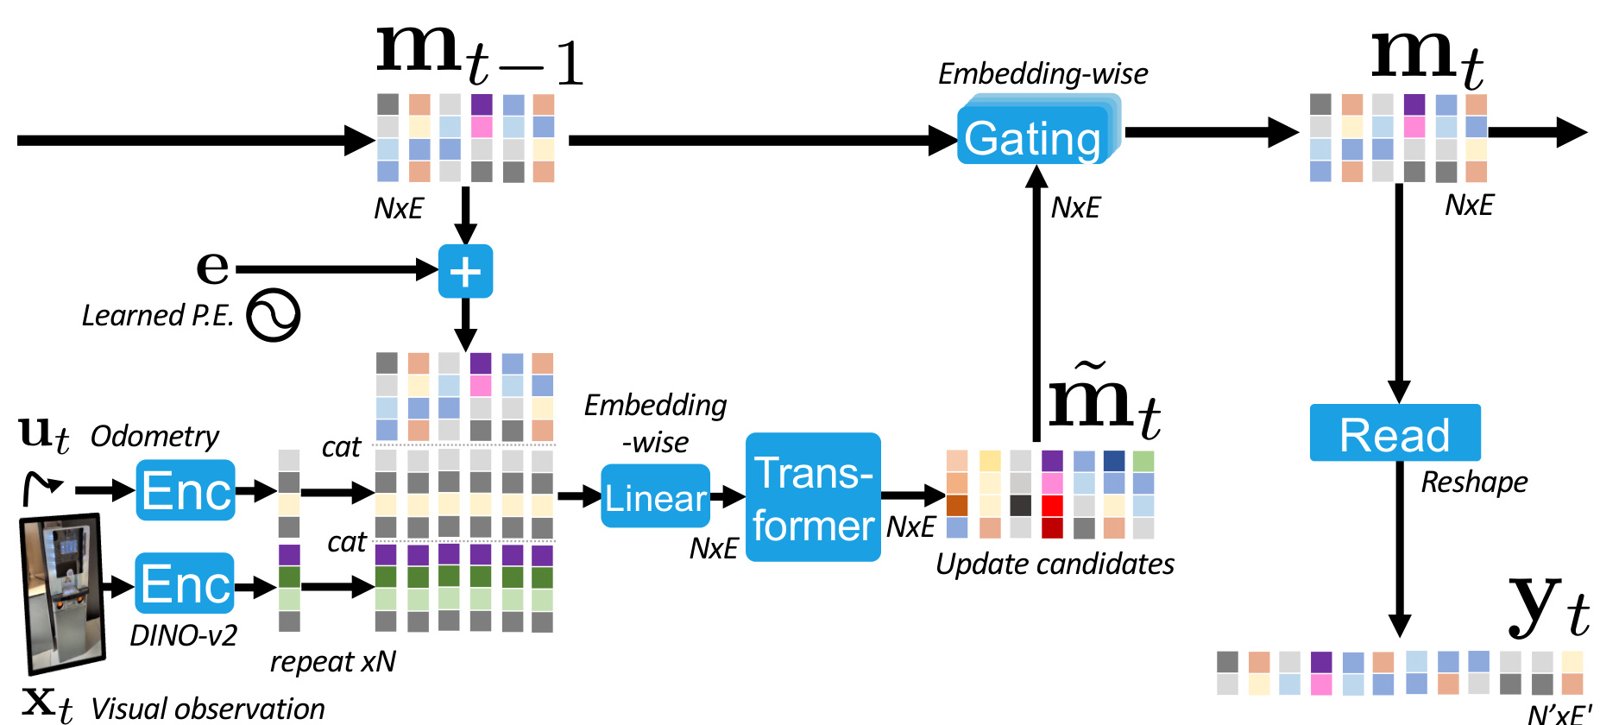 m_{t-1}
m_t
Embedding-wise
Gating
NxE
NxE
NxE
e
+
Learned P.E.
m̃_t
Embedding
-wise
u_t
Odometry
cat
Enc
Linear
Trans-
former
Read
Reshape
cat
NxE
NxE
Enc
Update candidates
DINO-v2
repeat xN
y_t
x_t
Visual observation
N'xE'